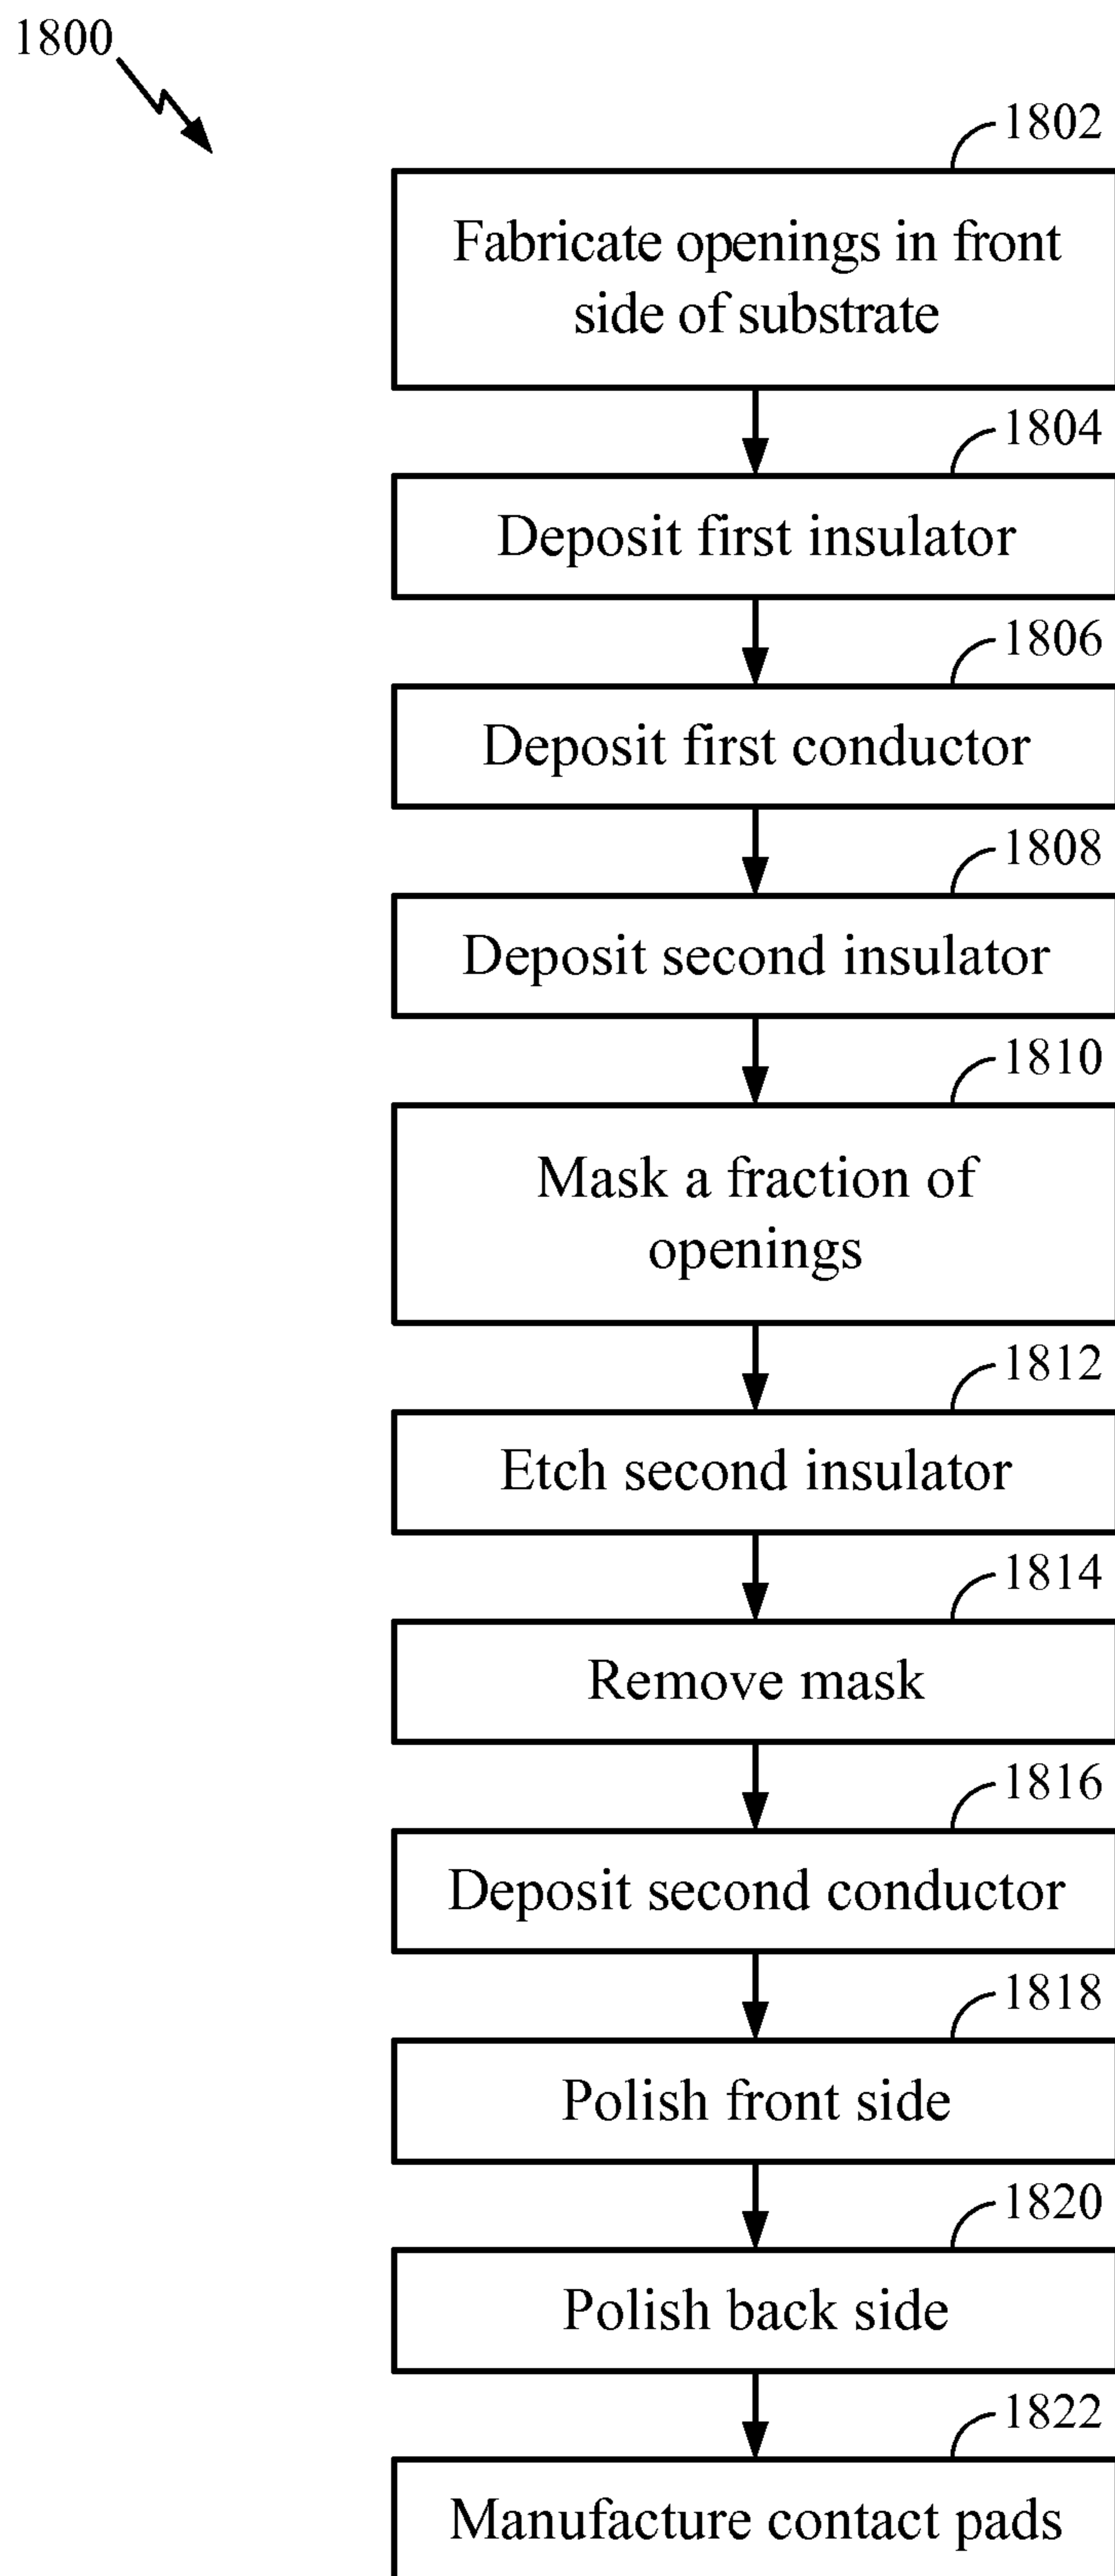 1800
1802
Fabricate openings in front
side of substrate
1804
Deposit first insulator
1806
Deposit first conductor
1808
Deposit second insulator
1810
Mask a fraction of
openings
1812
Etch second insulator
1814
Remove mask
1816
Deposit second conductor
1818
Polish front side
1820
Polish back side
1822
Manufacture contact pads